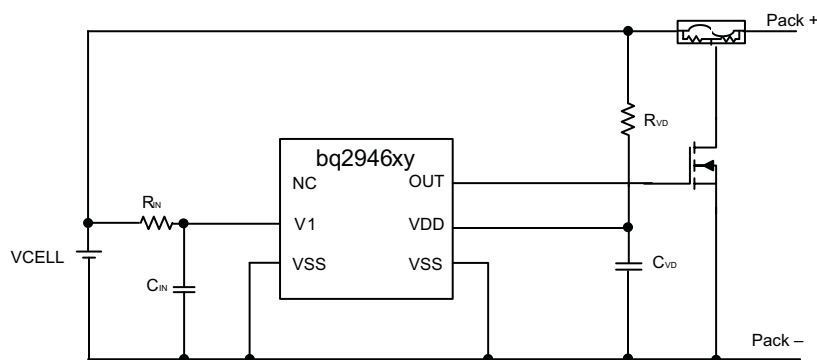 Pack +
RVD
bq2946xy
NC
OUT
RIN
V1
VDD
VCELL
VSS
VSS
CVD
CIN
Pack –